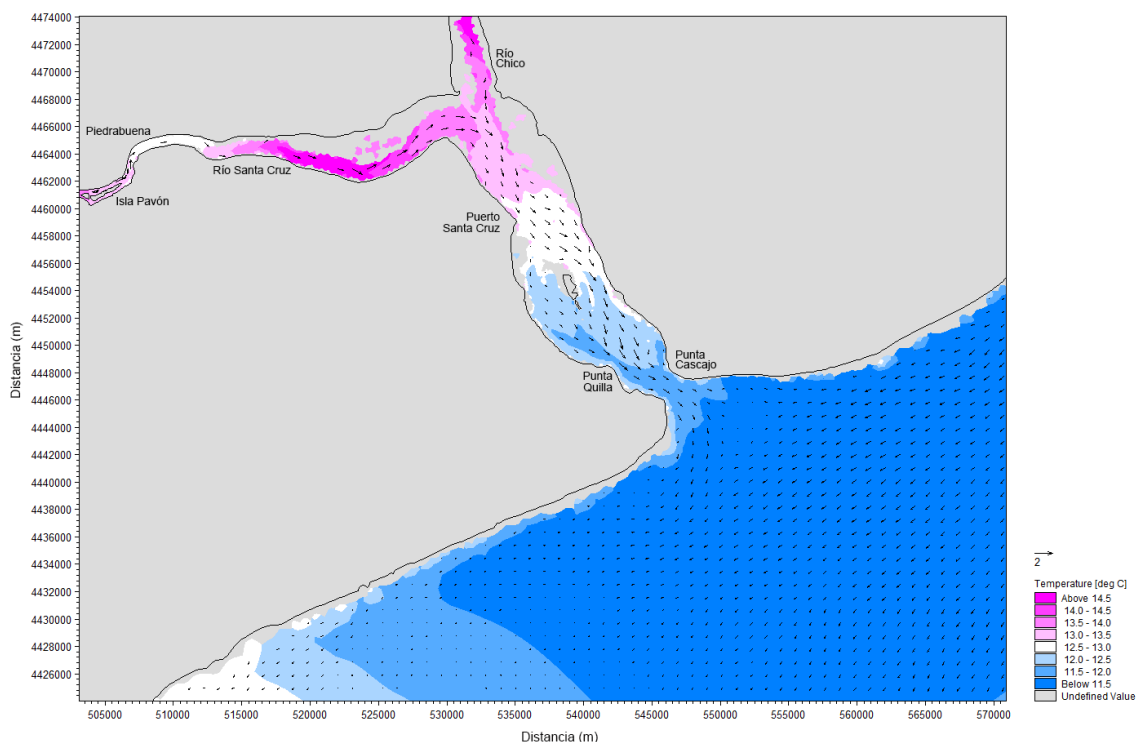 4474000
4472000
4470000
4468000
4466000
4464000
4462000
4460000
4458000
4456000
4454000
4452000
4450000
4448000
4446000
4444000
4442000
4440000
4438000
4436000
4434000
4432000
4430000
4428000
4426000
Distancia (m)
Río
Chico
Piedrabuena
Río Santa Cruz
Isla Pavón
Puerto
Santa Cruz
Punta
Cascajo
Punta
Quilla
505000 510000 515000 520000 525000 530000 535000 540000 545000 550000 555000 560000 565000 570000
Distancia (m)
2
Temperature [deg C]
Above 14.5
14.0 - 14.5
13.5 - 14.0
13.0 - 13.5
12.5 - 13.0
12.0 - 12.5
11.5 - 12.0
Below 11.5
Undefined Value